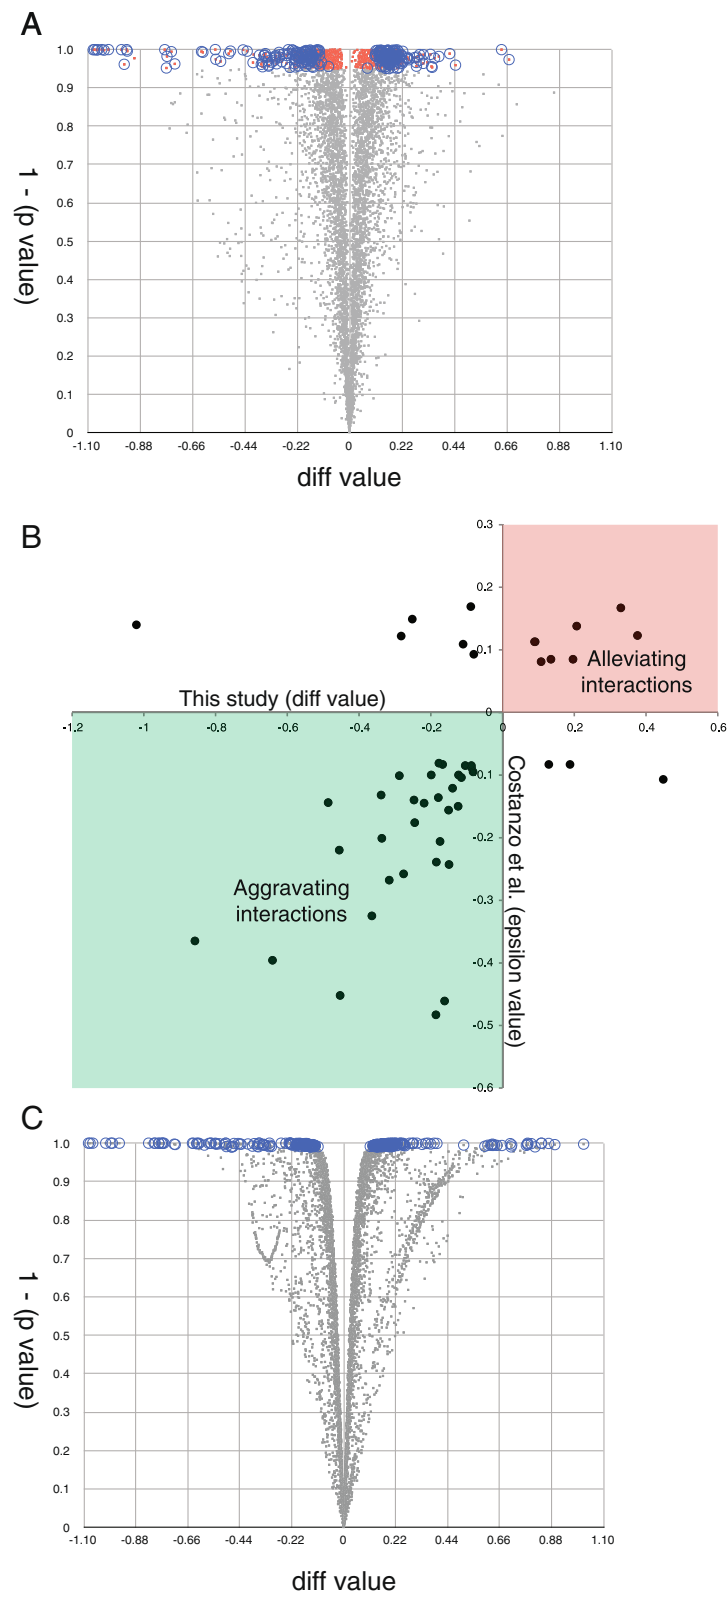 A
1.0
0.9
0.8
0.7
0.6
0.5
0.4
0.3
0.2
0.1
0
1 - (p value)
-1.10 -0.88 -0.66 -0.44 -0.22 0 0.22 0.44 0.66 0.88 1.10
diff value
B
0.3
0.2
0.1
0
Alleviating
interactions
This study (diff value)
-1.2 -1 -0.8 -0.6 -0.4 -0.2 0 0.2 0.4 0.6
-0.1
-0.2
-0.3
-0.4
-0.5
-0.6
Costanzo et al. (epsilon value)
Aggravating
interactions
C
1.0
0.9
0.8
0.7
0.6
0.5
0.4
0.3
0.2
0.1
0
1 - (p value)
-1.10 -0.88 -0.66 -0.44 -0.22 0 0.22 0.44 0.66 0.88 1.10
diff value